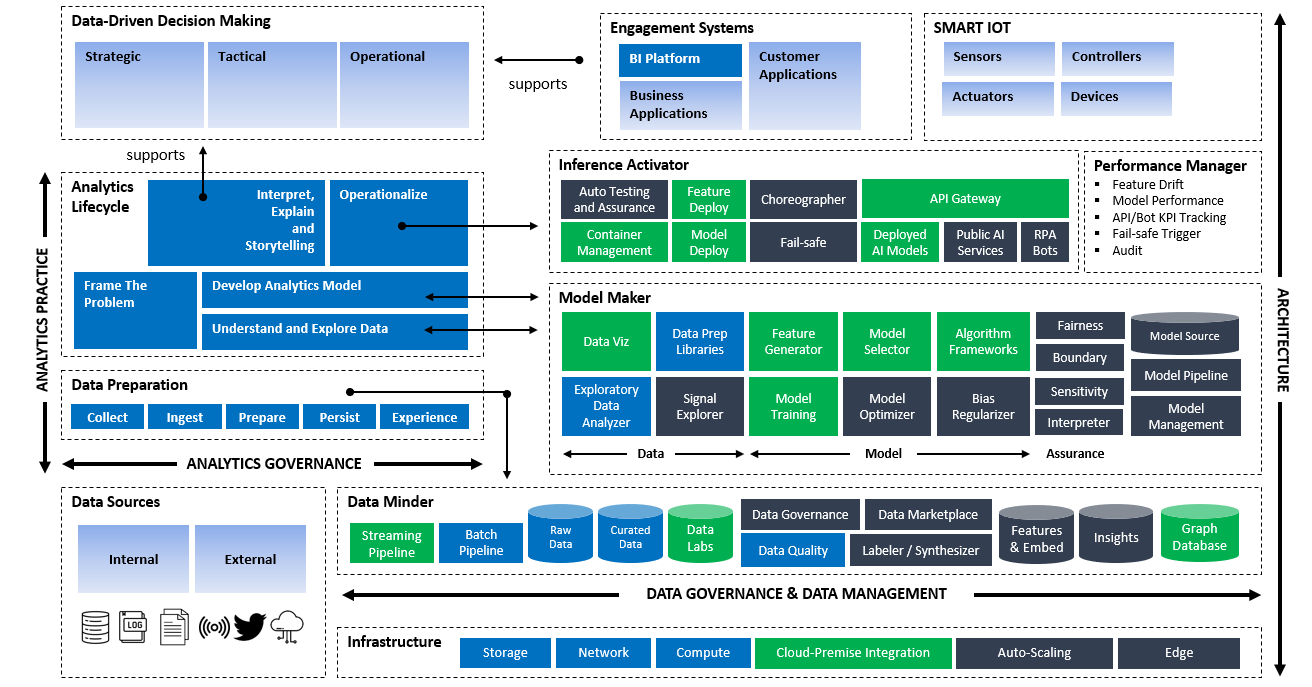 Data-Driven Decision Making
Strategic
Tactical
Operational
supports
Engagement Systems
BI Platform
Business
Applications
Customer
Applications
SMART IOT
Sensors
Controllers
Actuators
Devices
supports
ANALYTICS PRACTICE
Analytics
Lifecycle
Interpret,
Explain
and
Storytelling
Operationalize
Frame The
Problem
Develop Analytics Model
Understand and Explore Data
Inference Activator
Auto Testing
and Assurance
Feature
Deploy
Choreographer
API Gateway
Container
Management
Model
Deploy
Fail-safe
Deployed
AI Models
Public AI
Services
RPA
Bots
Performance Manager
▪ Feature Drift
▪ Model Performance
▪ API/Bot KPI Tracking
▪ Fail-safe Trigger
▪ Audit
ARCHITECTURE
Model Maker
Data Viz
Data Prep
Libraries
Feature
Generator
Model
Selector
Algorithm
Frameworks
Fairness
Boundary
Model Source
Exploratory
Data
Analyzer
Signal
Explorer
Model
Training
Model
Optimizer
Bias
Regularizer
Sensitivity
Interpreter
Model Pipeline
Model
Management
Data
Model
Assurance
Data Preparation
Collect
Ingest
Prepare
Persist
Experience
ANALYTICS GOVERNANCE
Data Sources
Internal
External
LOG
Data Minder
Streaming
Pipeline
Batch
Pipeline
Raw
Data
Curated
Data
Data
Labs
Data Governance
Data Marketplace
Data Quality
Labeler / Synthesizer
Features
& Embed
Insights
Graph
Database
DATA GOVERNANCE & DATA MANAGEMENT
Infrastructure
Storage
Network
Compute
Cloud-Premise Integration
Auto-Scaling
Edge